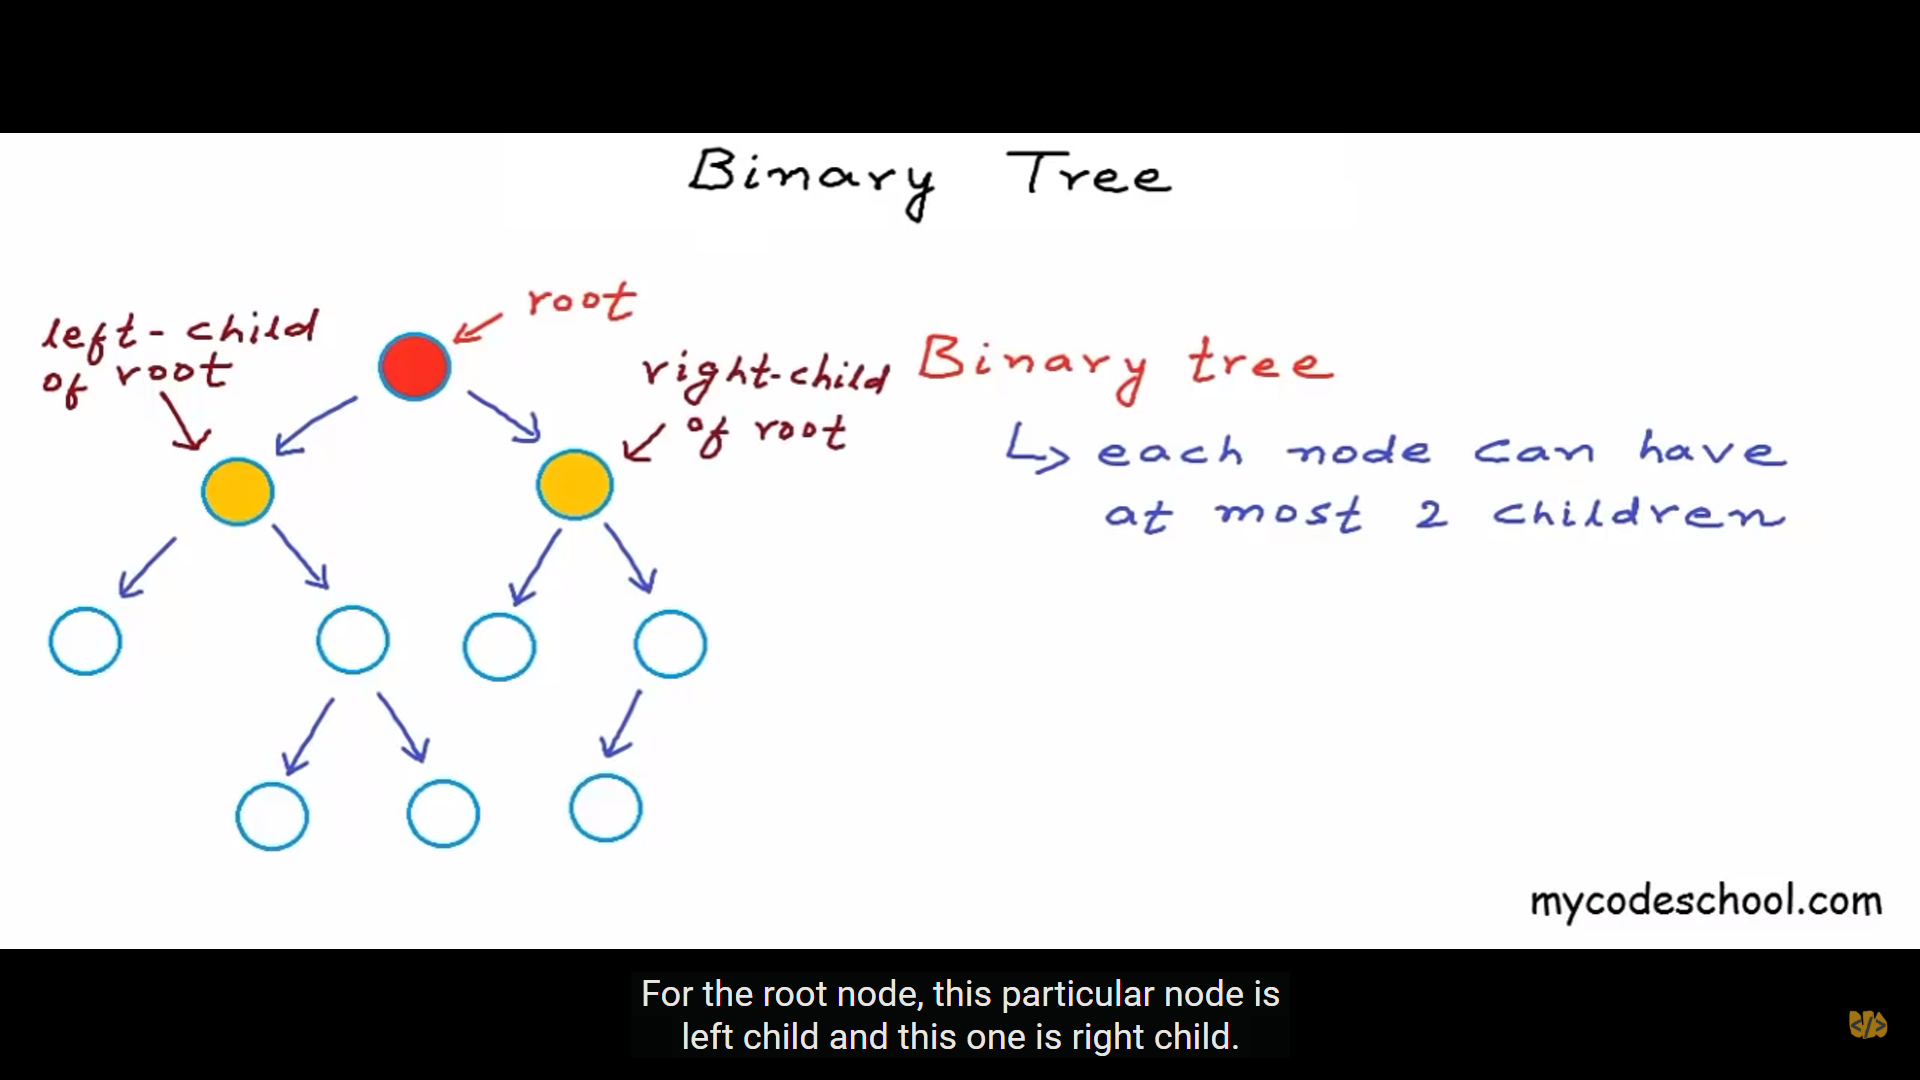 Binary Tree
root
left-child
of root
right-child
of root
Binary tree
↳ each node can have
at most 2 children
mycodeschool.com
For the root node, this particular node is
left child and this one is right child.